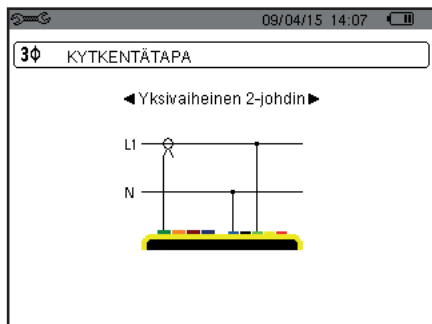 09/04/15 14:07
3Φ KYTKENTÄTAPA
◄Yksivaiheinen 2-johdin►
L1
N